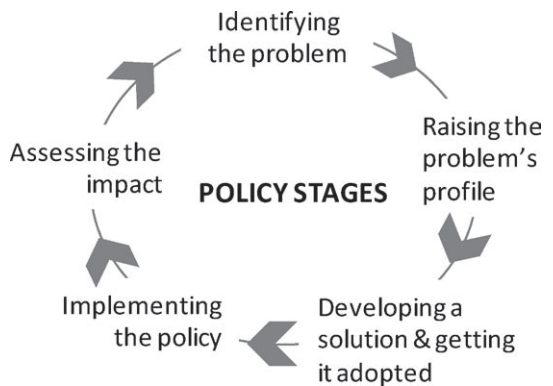 Identifying
the problem
Raising the
problem's
profile
Developing a
solution & getting
it adopted
Implementing
the policy
Assessing the
impact
POLICY STAGES